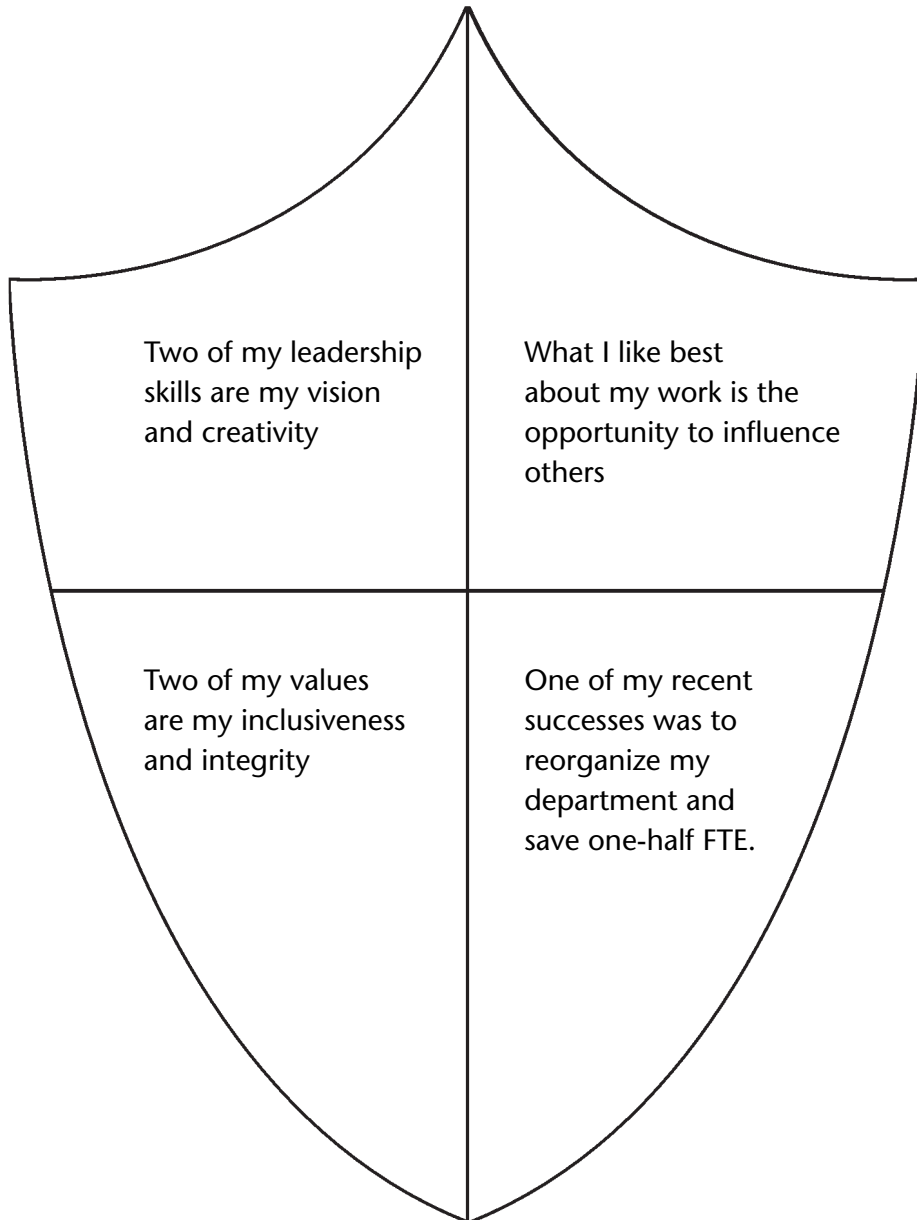 Two of my leadership
skills are my vision
and creativity
What I like best
about my work is the
opportunity to influence
others
Two of my values
are my inclusiveness
and integrity
One of my recent
successes was to
reorganize my
department and
save one-half FTE.